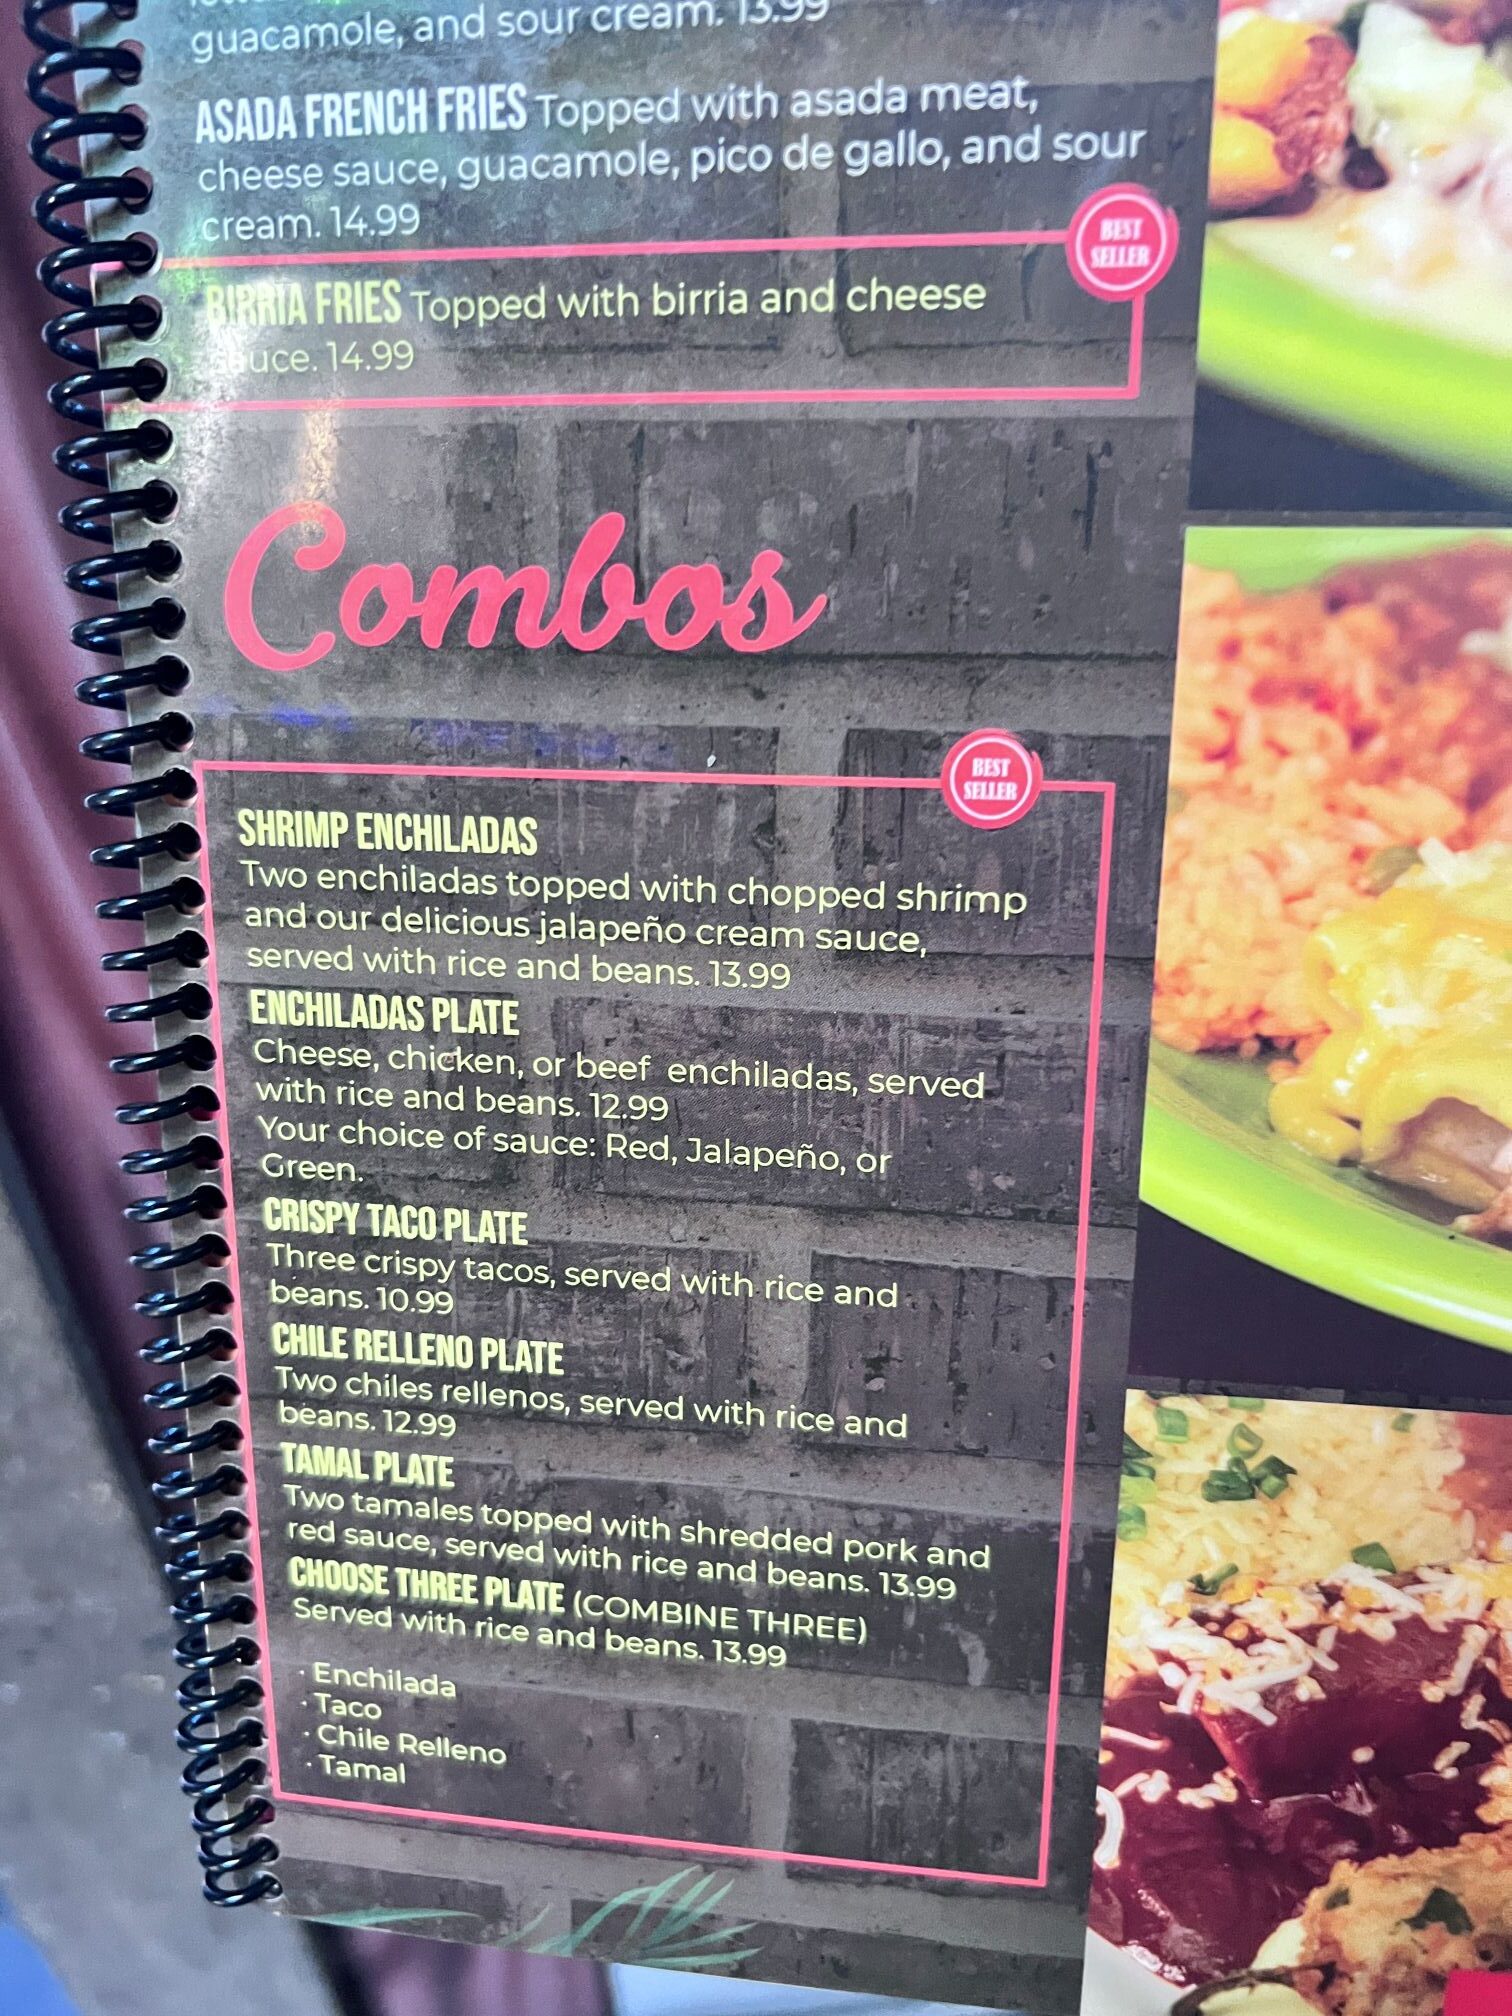 guacamole, and sour cream. 13.99
ASADA FRENCH FRIES Topped with asada meat,
cheese sauce, guacamole, pico de gallo, and sour
cream. 14.99
BEST
SELLER
BIRRIA FRIES Topped with birria and cheese
sauce. 14.99
Combos
BEST
SELLER
SHRIMP ENCHILADAS
Two enchiladas topped with chopped shrimp
and our delicious jalapeño cream sauce,
served with rice and beans. 13.99
ENCHILADAS PLATE
Cheese, chicken, or beef enchiladas, served
with rice and beans. 12.99
Your choice of sauce: Red, Jalapeño, or
Green.
CRISPY TACO PLATE
Three crispy tacos, served with rice and
beans. 10.99
CHILE RELLENO PLATE
Two chiles rellenos, served with rice and
beans. 12.99
TAMAL PLATE
Two tamales topped with shredded pork and
red sauce, served with rice and beans. 13.99
CHOOSE THREE PLATE (COMBINE THREE)
Served with rice and beans. 13.99
· Enchilada
· Taco
· Chile Relleno
· Tamal